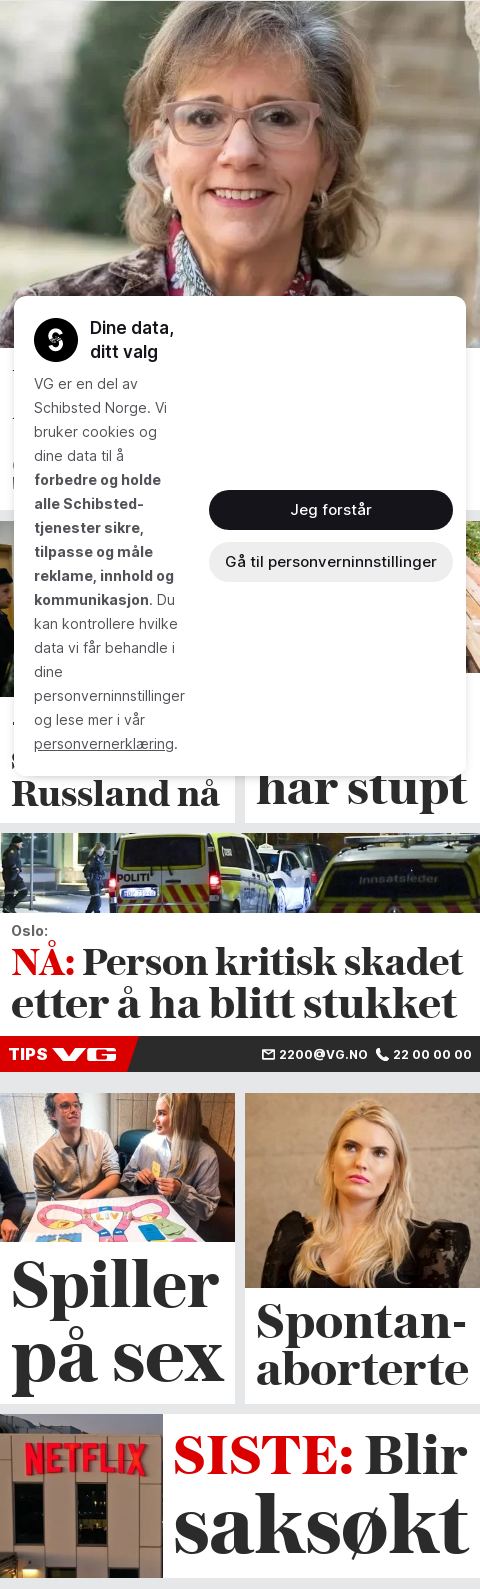 Dine data,
ditt valg
VG er en del av
Schibsted Norge. Vi
bruker cookies og
dine data til å
forbedre og holde
alle Schibsted-
tjenester sikre,
tilpasse og måle
reklame, innhold og
kommunikasjon. Du
kan kontrollere hvilke
data vi får behandle i
dine
personverninnstillinger
og lese mer i vår
personvernerklæring.
Jeg forstår
Gå til personverninnstillinger
Russland nå
har stupt
POLITI
Innsatsleder
Oslo:
NÅ: Person kritisk skadet
etter å ha blitt stukket
TIPS VG
2200@VG.NO 22 00 00 00
LIV
Spiller
på sex
Spontan-
aborterte
NETFLIX
SISTE: Blir
saksøkt